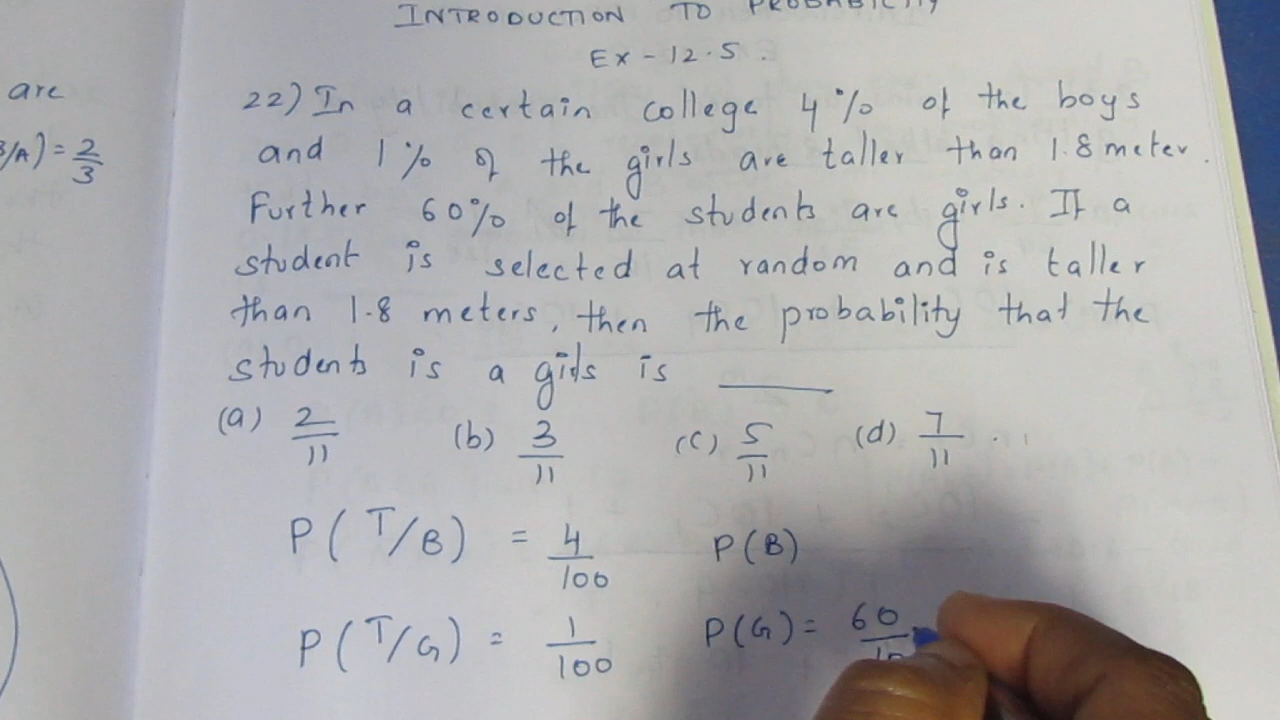 INTRODUCTION TO PROBABILITY
Ex - 12.5.
are
22) In a certain college 4% of the boys
B/A) = 2/3
and 1% of the girls are taller than 1.8 meter.
Further 60% of the students are girls. If a
student is selected at random and is taller
than 1.8 meters, then the probability that the
students is a girls is ______
(a) 2/11 (b) 3/11 (c) 5/11 (d) 7/11
P(T/B) = 4/100 P(B)
P(T/G) = 1/100 P(G) = 60/10